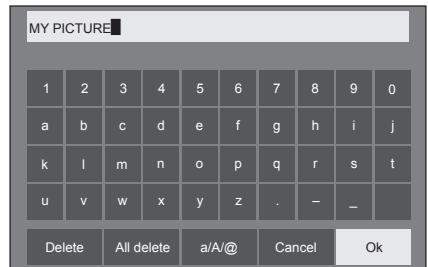 MY PICTURE
1 2 3 4 5 6 7 8 9 0
a b c d e f g h i j
k l m n o p q r s t
u v w x y z . – _
Delete All delete a/A/@ Cancel Ok